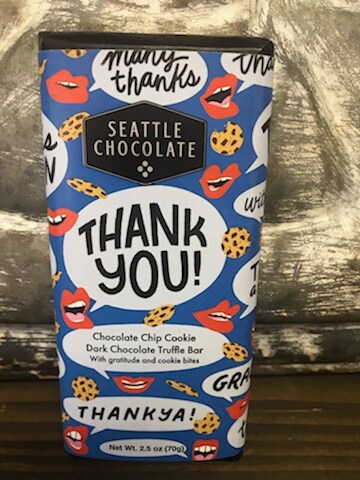 many
thanks
SEATTLE
CHOCOLATE
THANK
YOU!
Chocolate Chip Cookie
Dark Chocolate Truffle Bar
With gratitude and cookie bites
THANKYA!
Net Wt. 2.5 oz (70g)